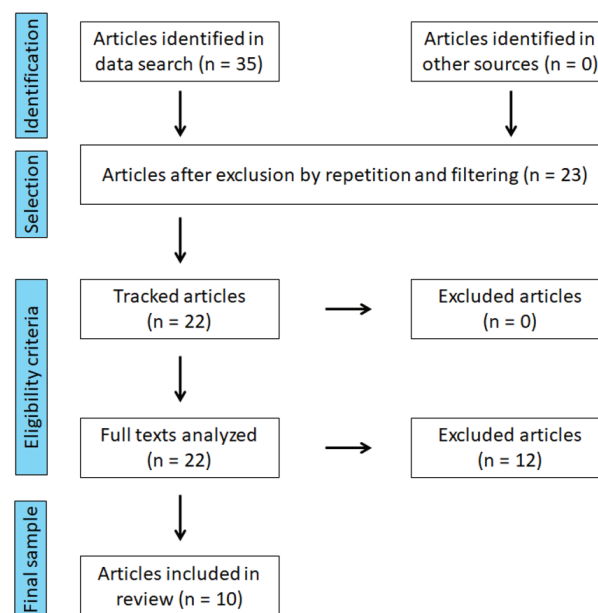 Identification
Articles identified in
data search (n = 35)
Articles identified in
other sources (n = 0)
Selection
Articles after exclusion by repetition and filtering (n = 23)
Eligibility criteria
Tracked articles
(n = 22)
Excluded articles
(n = 0)
Full texts analyzed
(n = 22)
Excluded articles
(n = 12)
Final sample
Articles included in
review (n = 10)